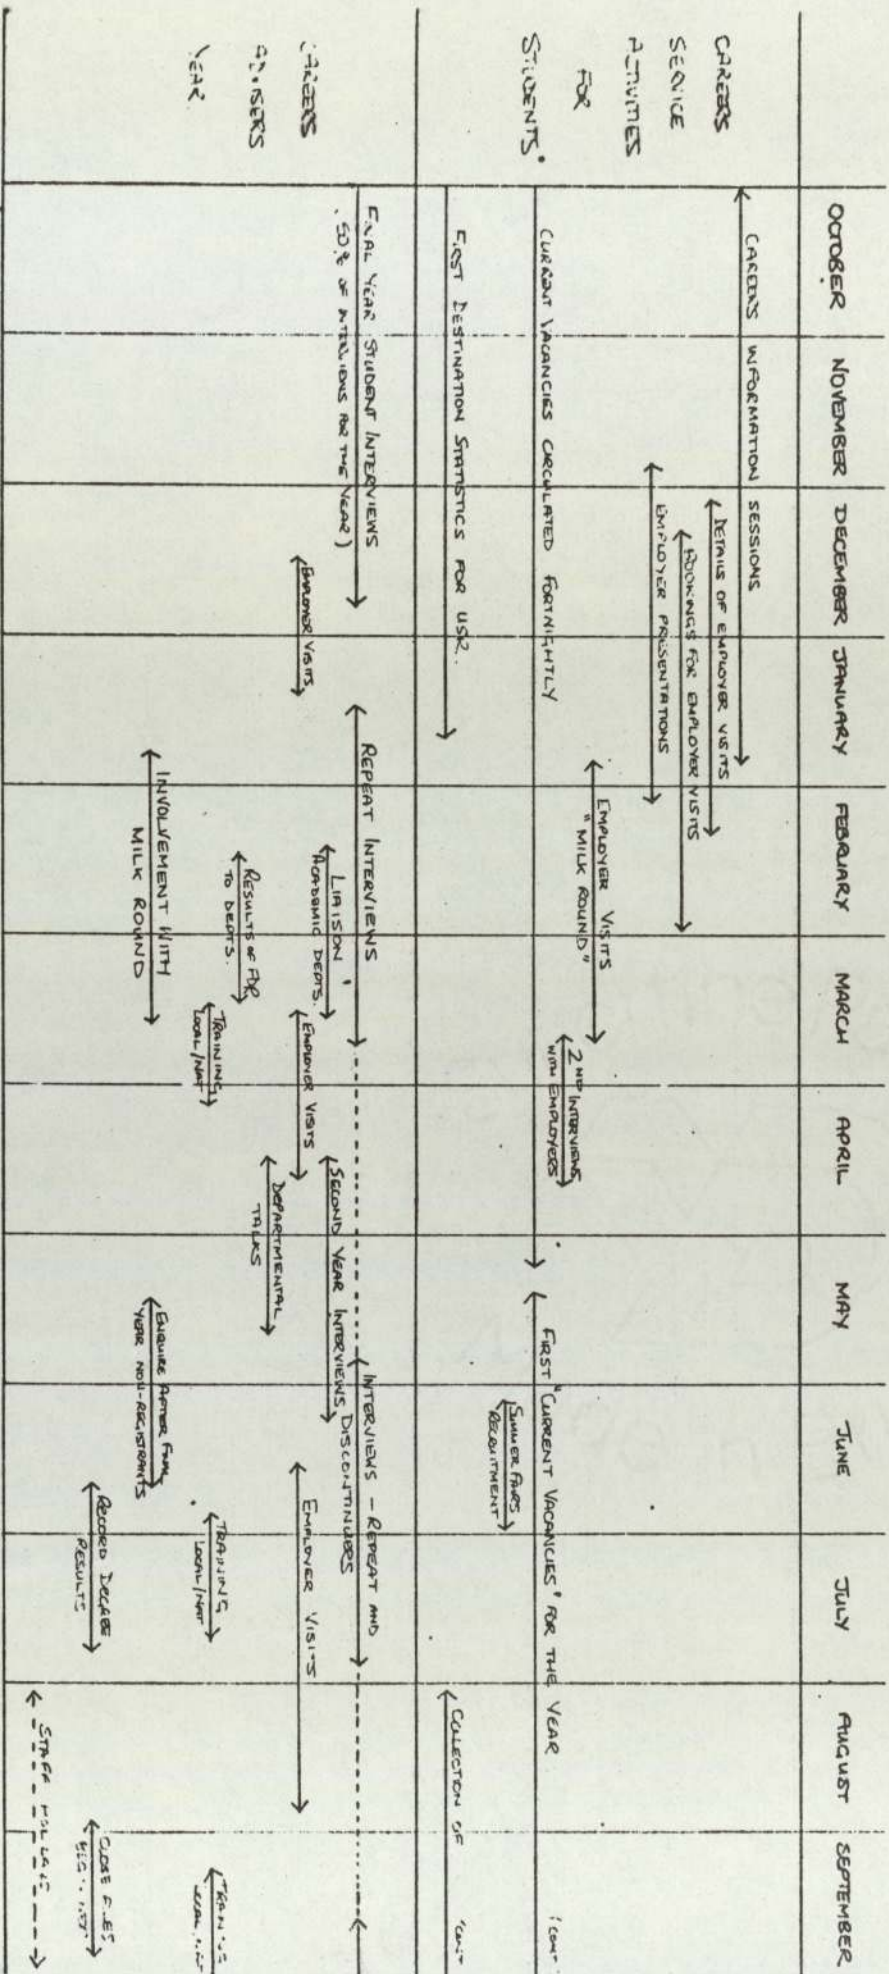 OCTOBER NOVEMBER DECEMBER JANUARY FEBRUARY MARCH APRIL MAY JUNE JULY AUGUST SEPTEMBER
CAREERS
SERVICE
ACTIVITIES
FOR
STUDENTS
CAREERS INFORMATION SESSIONS
DETAILS OF EMPLOYER VISITS
BOOKINGS FOR EMPLOYER VISITS
EMPLOYER PRESENTATIONS
EMPLOYER VISITS
"MILK ROUND"
2ND INTERVIEWS
WITH EMPLOYERS
CURRENT VACANCIES CIRCULATED FORTNIGHTLY
FIRST "CURRENT VACANCIES" FOR THE YEAR
SUMMER FAIRS
RECRUITMENT
FIRST DESTINATION STATISTICS FOR USR.
COLLECTION OF
CAREERS
ADVISERS
YEAR
FINAL YEAR STUDENT INTERVIEWS
50% OF INTERVIEWS FOR THE YEAR)
REPEAT INTERVIEWS
INTERVIEWS - REPEAT AND
DISCONTINUERS
LIAISON
ACADEMIC DEPTS.
SECOND YEAR INTERVIEWS
EMPLOYER VISITS
EMPLOYER VISITS
EMPLOYER VISITS
DEPARTMENTAL
TALKS
RESULTS OF FDR
TO DEPTS.
TRAINING
LOCAL/NAT
TRAINING
LOCAL/NAT
INVOLVEMENT WITH
MILK ROUND
ENQUIRE AFTER FINAL
YEAR NON-REGISTRANTS
RECORD DEGREE
RESULTS
CLOSE FILES
STAFF